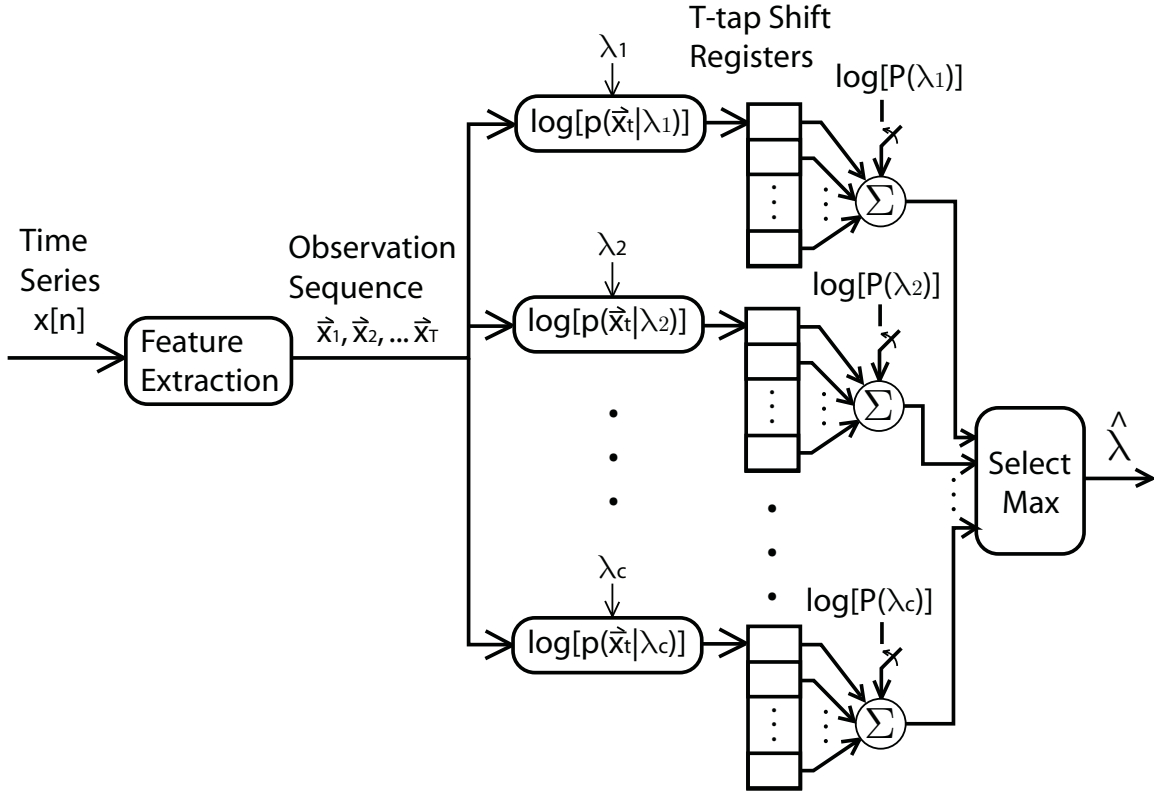 T-tap Shift
Registers
λ1
log[P(λ1)]
log[p(x⃗t|λ1)]
Σ
Time
Series
x[n]
Observation
Sequence
x⃗1, x⃗2, ... x⃗T
Feature
Extraction
λ2
log[P(λ2)]
log[p(x⃗t|λ2)]
Σ
Select
Max
λ̂
λc
log[P(λc)]
log[p(x⃗t|λc)]
Σ